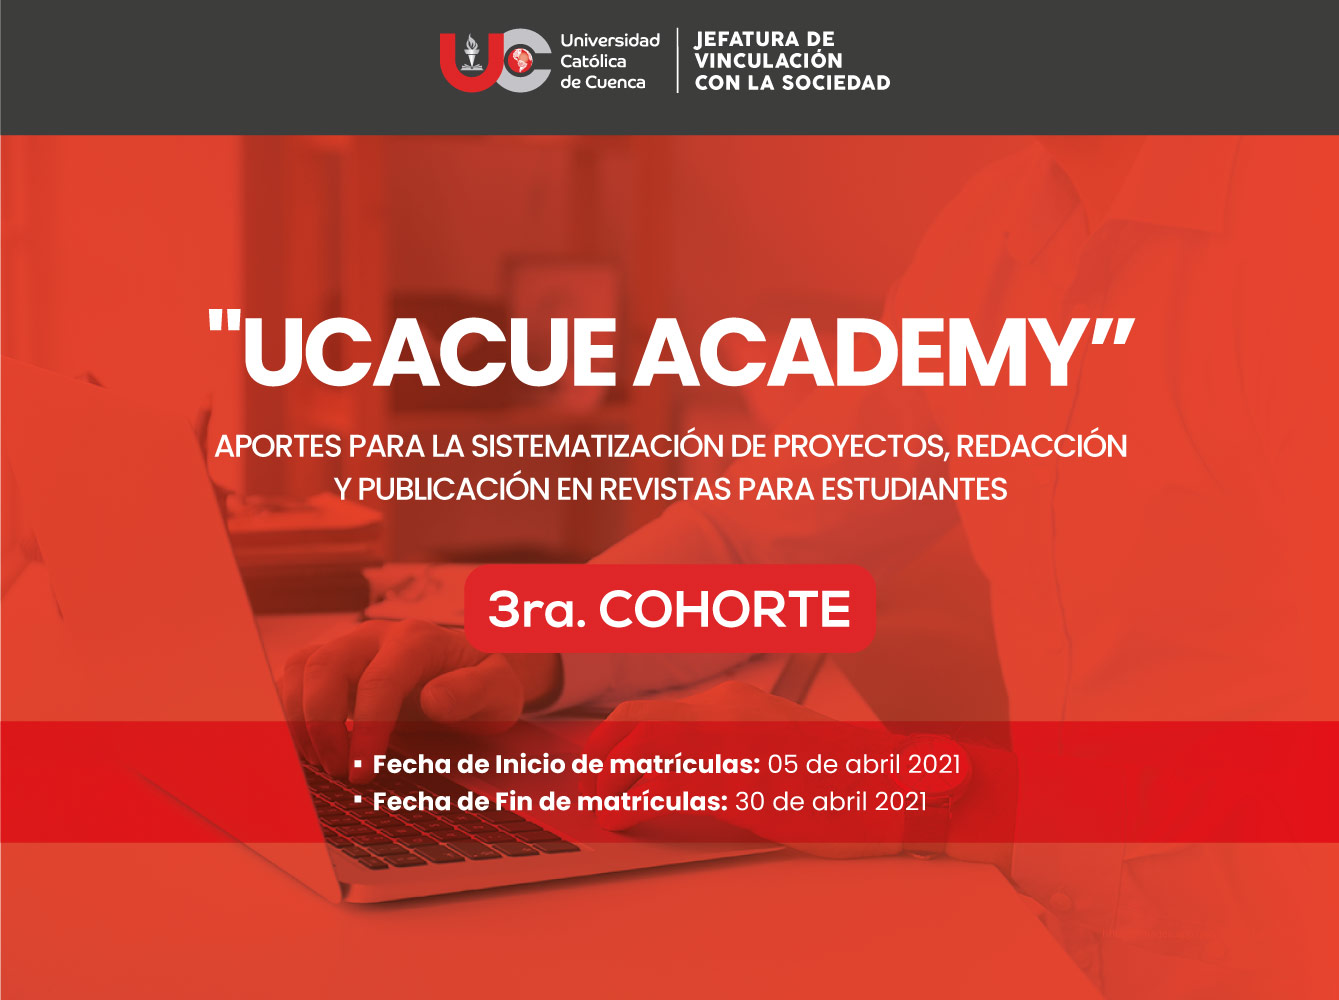 UC
Universidad
Católica
de Cuenca
JEFATURA DE
VINCULACIÓN
CON LA SOCIEDAD
"UCACUE ACADEMY”
APORTES PARA LA SISTEMATIZACIÓN DE PROYECTOS, REDACCIÓN
Y PUBLICACIÓN EN REVISTAS PARA ESTUDIANTES
3ra. COHORTE
▪ Fecha de Inicio de matrículas: 05 de abril 2021
▪ Fecha de Fin de matrículas: 30 de abril 2021